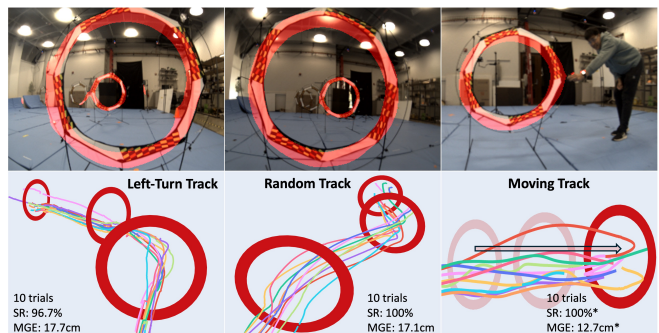 Left-Turn Track
10 trials
SR: 96.7%
MGE: 17.7cm
Random Track
10 trials
SR: 100%
MGE: 17.1cm
Moving Track
10 trials
SR: 100%*
MGE: 12.7cm*